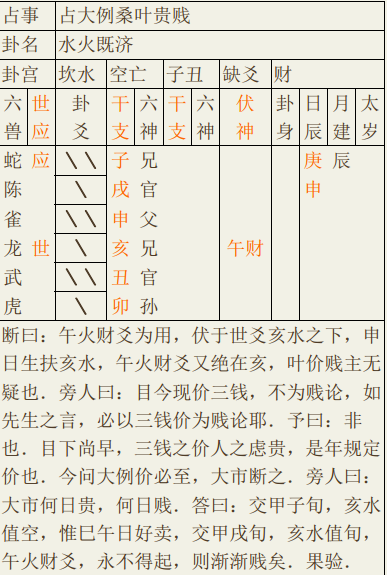 占事 占大例桑叶贵贱
卦名 水火既济
卦宫 坎水 空亡 子丑 缺爻 财
六兽 世应 卦爻 干支 六神 干支 六神 伏神 卦身 日辰 月建 太岁
蛇 应 \\ 子 兄 庚 辰
陈 \ 戌 官 申
雀 \\ 申 父
龙 世 \ 亥 兄 午财
武 \\ 丑 官
虎 \ 卯 孙
断曰：午火财爻为用，伏于世爻亥水之下，申
日生扶亥水，午火财爻又绝在亥，叶价贱主无
疑也．旁人曰：目今现价三钱，不为贱论，如
先生之言，必以三钱价为贱论耶．予曰：非
也．目下尚早，三钱之价人之虑贵，是年规定
价也．今问大例价必至，大市断之．旁人曰：
大市何日贵，何日贱．答曰：交甲子旬，亥水
值空，惟巳午日好卖，交甲戌旬，亥水值旬，
午火财爻，永不得起，则渐渐贱矣．果验．